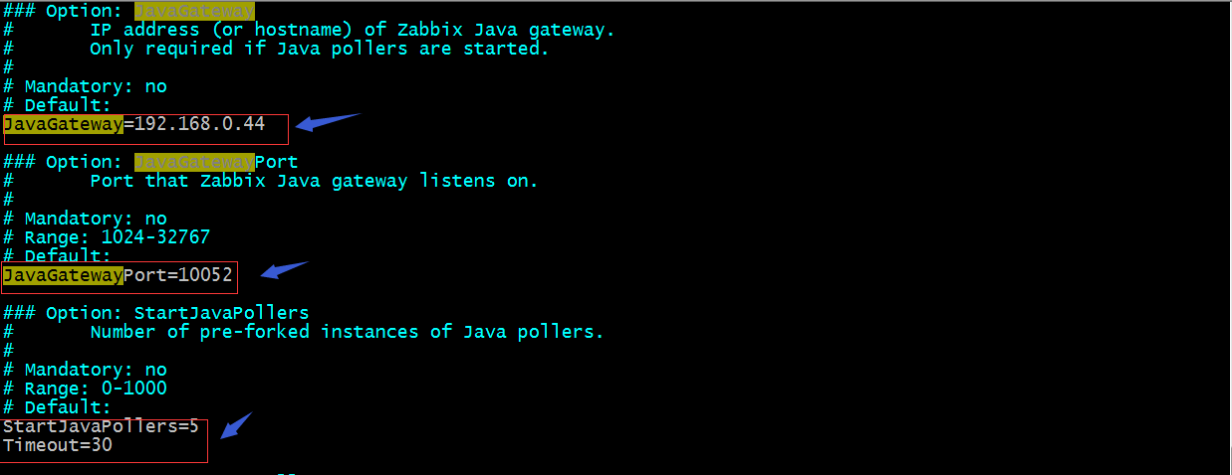 ### Option: JavaGateway
#       IP address (or hostname) of Zabbix Java gateway.
#       Only required if Java pollers are started.
#
# Mandatory: no
# Default:
JavaGateway=192.168.0.44
### Option: JavaGatewayPort
#       Port that Zabbix Java gateway listens on.
#
# Mandatory: no
# Range: 1024-32767
# Default:
JavaGatewayPort=10052
### Option: StartJavaPollers
#       Number of pre-forked instances of Java pollers.
#
# Mandatory: no
# Range: 0-1000
# Default:
StartJavaPollers=5
Timeout=30